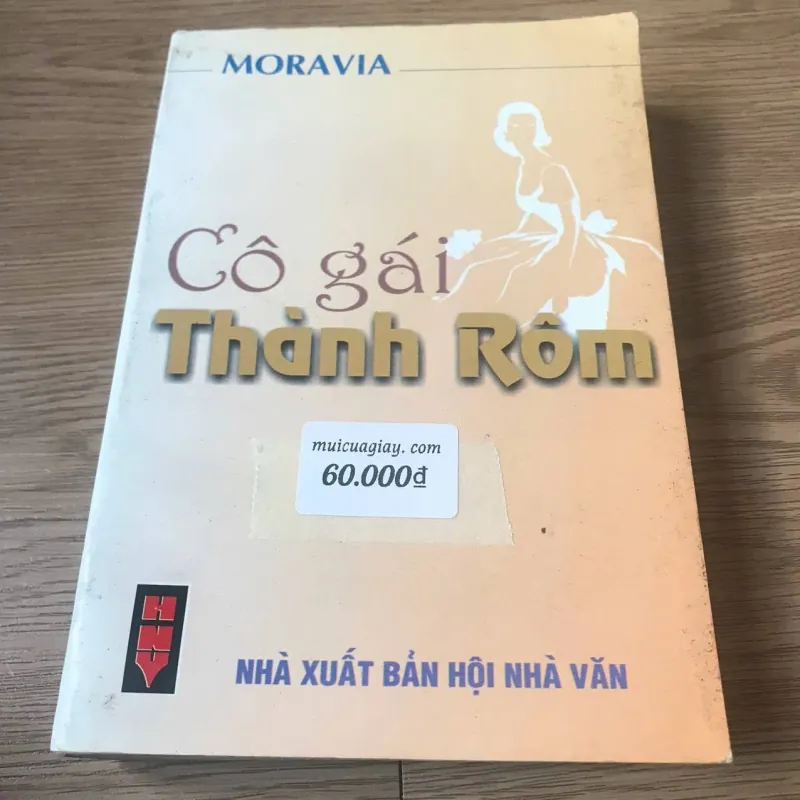 MORAVIA
Cô gái
Thành Rôm
muicuagiay. com
60.000đ
HNV
NHÀ XUẤT BẢN HỘI NHÀ VĂN